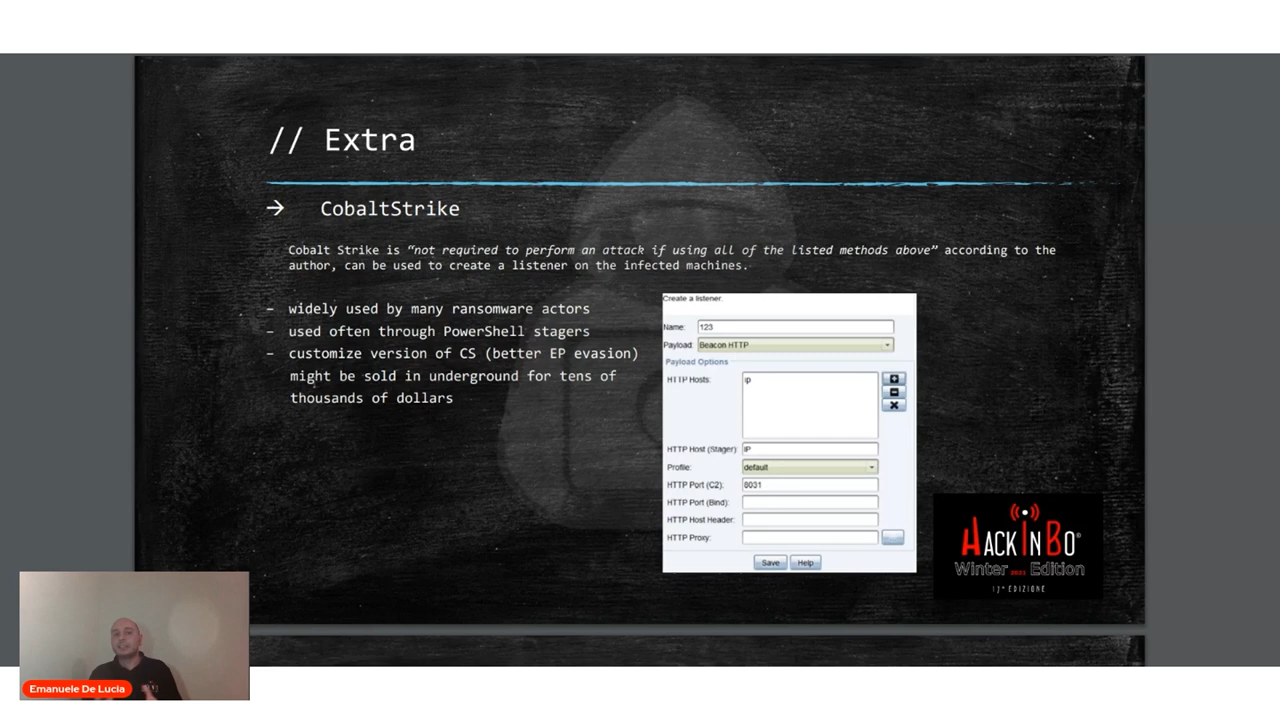 // Extra
→ CobaltStrike
Cobalt Strike is “not required to perform an attack if using all of the listed methods above” according to the
author, can be used to create a listener on the infected machines.
– widely used by many ransomware actors
– used often through PowerShell stagers
– customize version of CS (better EP evasion)
might be sold in underground for tens of
thousands of dollars
Create a listener.
Name: 123
Payload: Beacon HTTP
Payload Options
HTTP Hosts: ip
HTTP Host (Stager): IP
Profile: default
HTTP Port (C2): 8031
HTTP Port (Bind):
HTTP Host Header:
HTTP Proxy:
Save Help
HackInBo®
Winter 2021 Edition
17ª EDIZIONE
Emanuele De Lucia